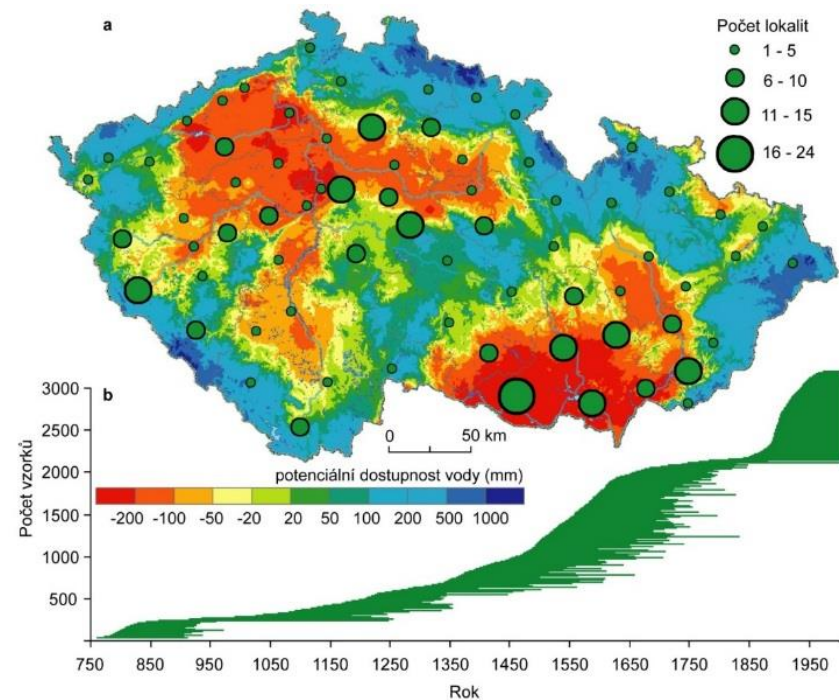 a
Počet lokalit
1 - 5
6 - 10
11 - 15
16 - 24
0 50 km
b
potenciální dostupnost vody (mm)
-200 -100 -50 -20 20 50 100 200 500 1000
Počet vzorků
3000
2500
2000
1500
1000
500
750 850 950 1050 1150 1250 1350 1450 1550 1650 1750 1850 1950
Rok